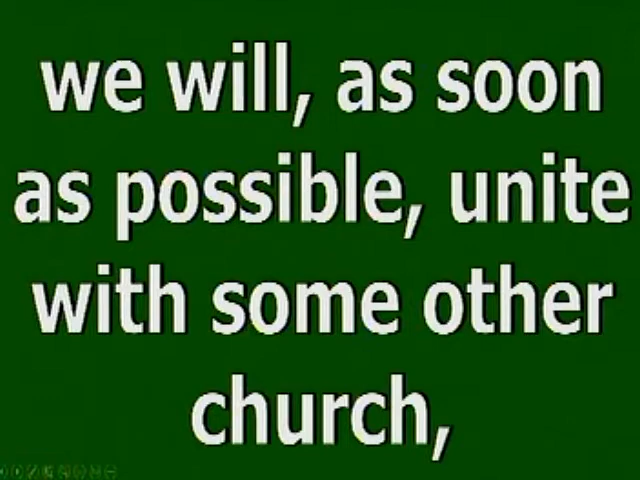 we will, as soon
as possible, unite
with some other
church,